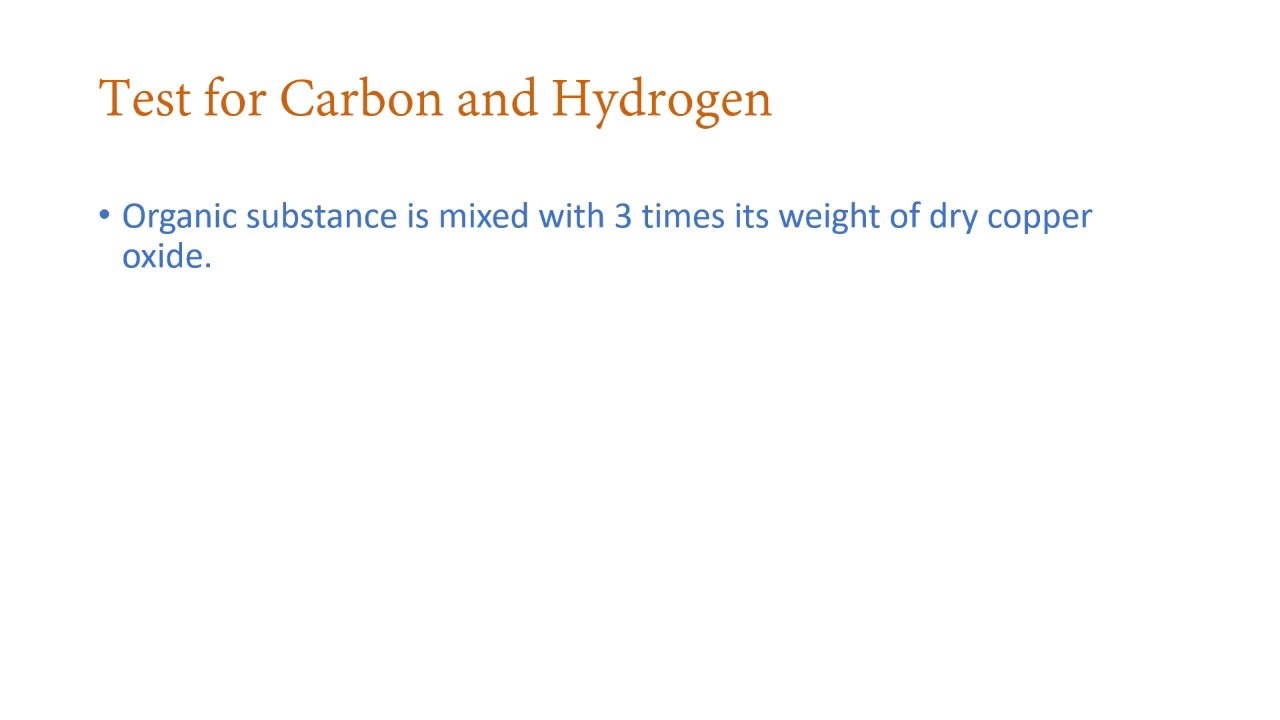 Test for Carbon and Hydrogen
• Organic substance is mixed with 3 times its weight of dry copper
oxide.